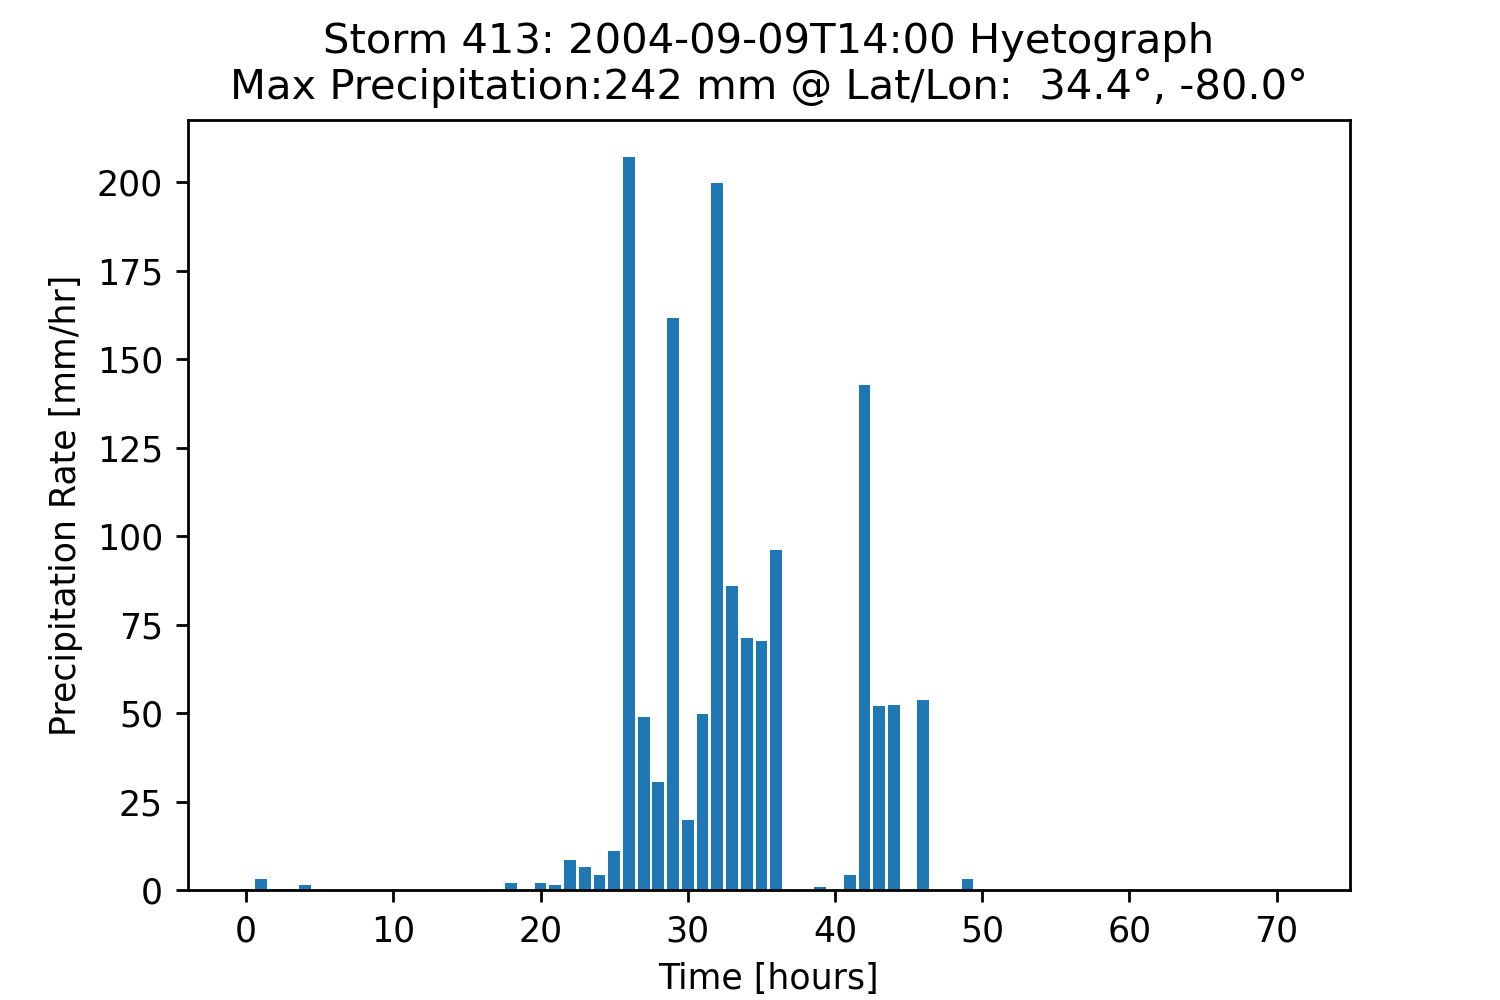 Storm 413: 2004-09-09T14:00 Hyetograph
Max Precipitation:242 mm @ Lat/Lon:  34.4°, -80.0°
Precipitation Rate [mm/hr]
200
175
150
125
100
75
50
25
0
0 10 20 30 40 50 60 70
Time [hours]